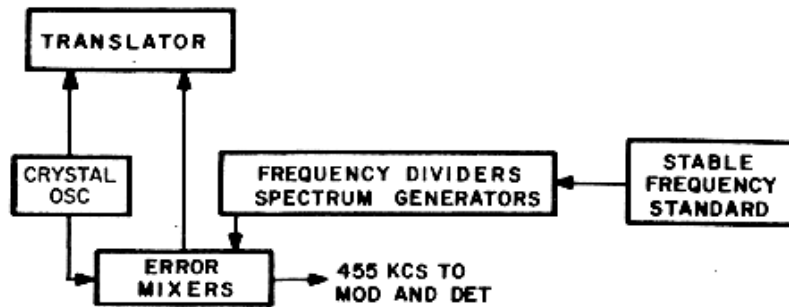 TRANSLATOR
CRYSTAL
OSC
FREQUENCY DIVIDERS
SPECTRUM GENERATORS
STABLE
FREQUENCY
STANDARD
ERROR
MIXERS
455 KCS TO
MOD AND DET